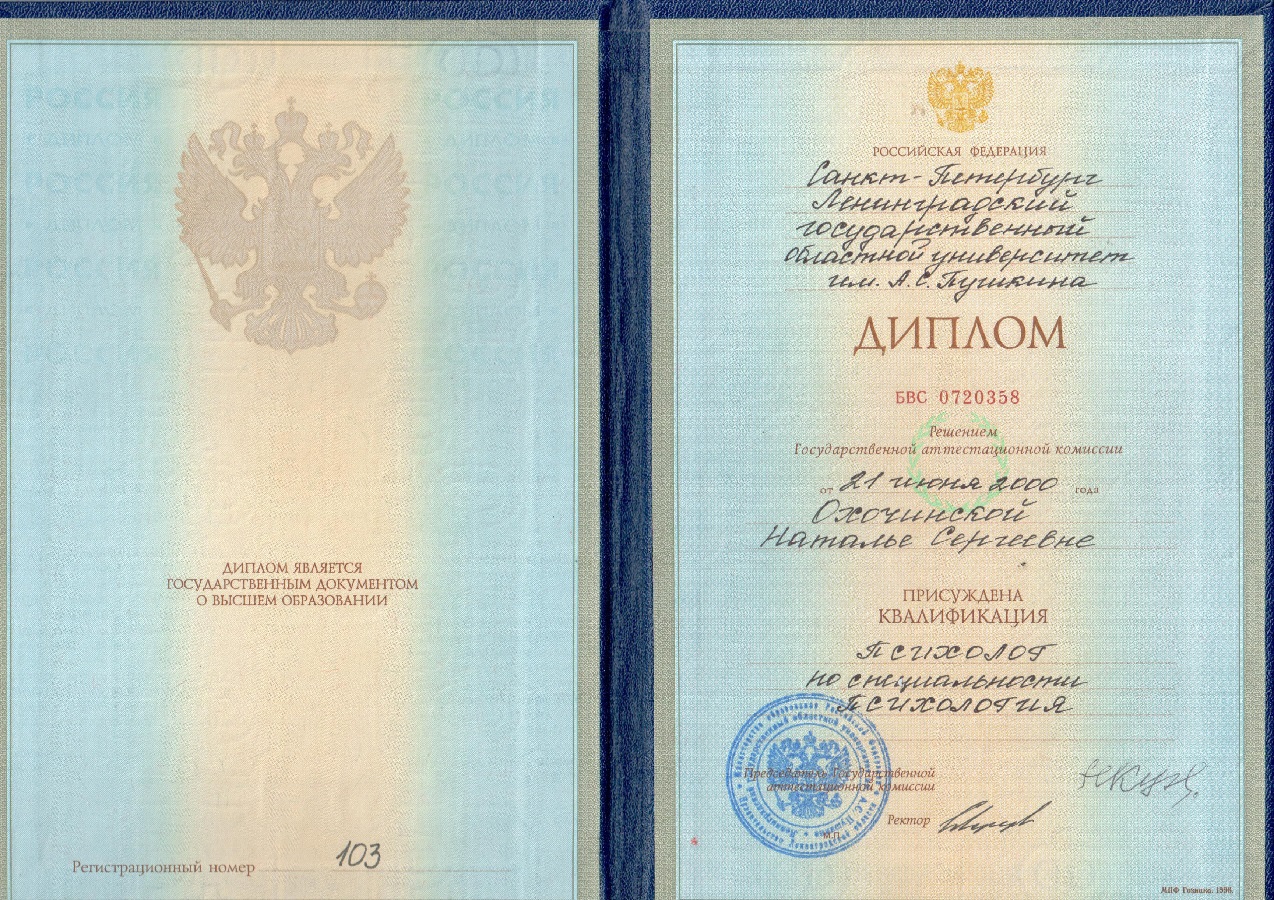 ДИПЛОМ ЯВЛЯЕТСЯ
ГОСУДАРСТВЕННЫМ ДОКУМЕНТОМ
О ВЫСШЕМ ОБРАЗОВАНИИ
Регистрационный номер 103
РОССИЙСКАЯ ФЕДЕРАЦИЯ
Санкт-Петербург
Ленинградский
государственный
областной университет
им. А.С. Пушкина
ДИПЛОМ
БВС 0720358
Решением
Государственной аттестационной комиссии
от 21 июня 2000 года
Охочинской
Наталье Сергеевне
ПРИСУЖДЕНА
КВАЛИФИКАЦИЯ
Психолог
по специальности
Психология
Председатель Государственной
аттестационной комиссии
Ректор
М.П.